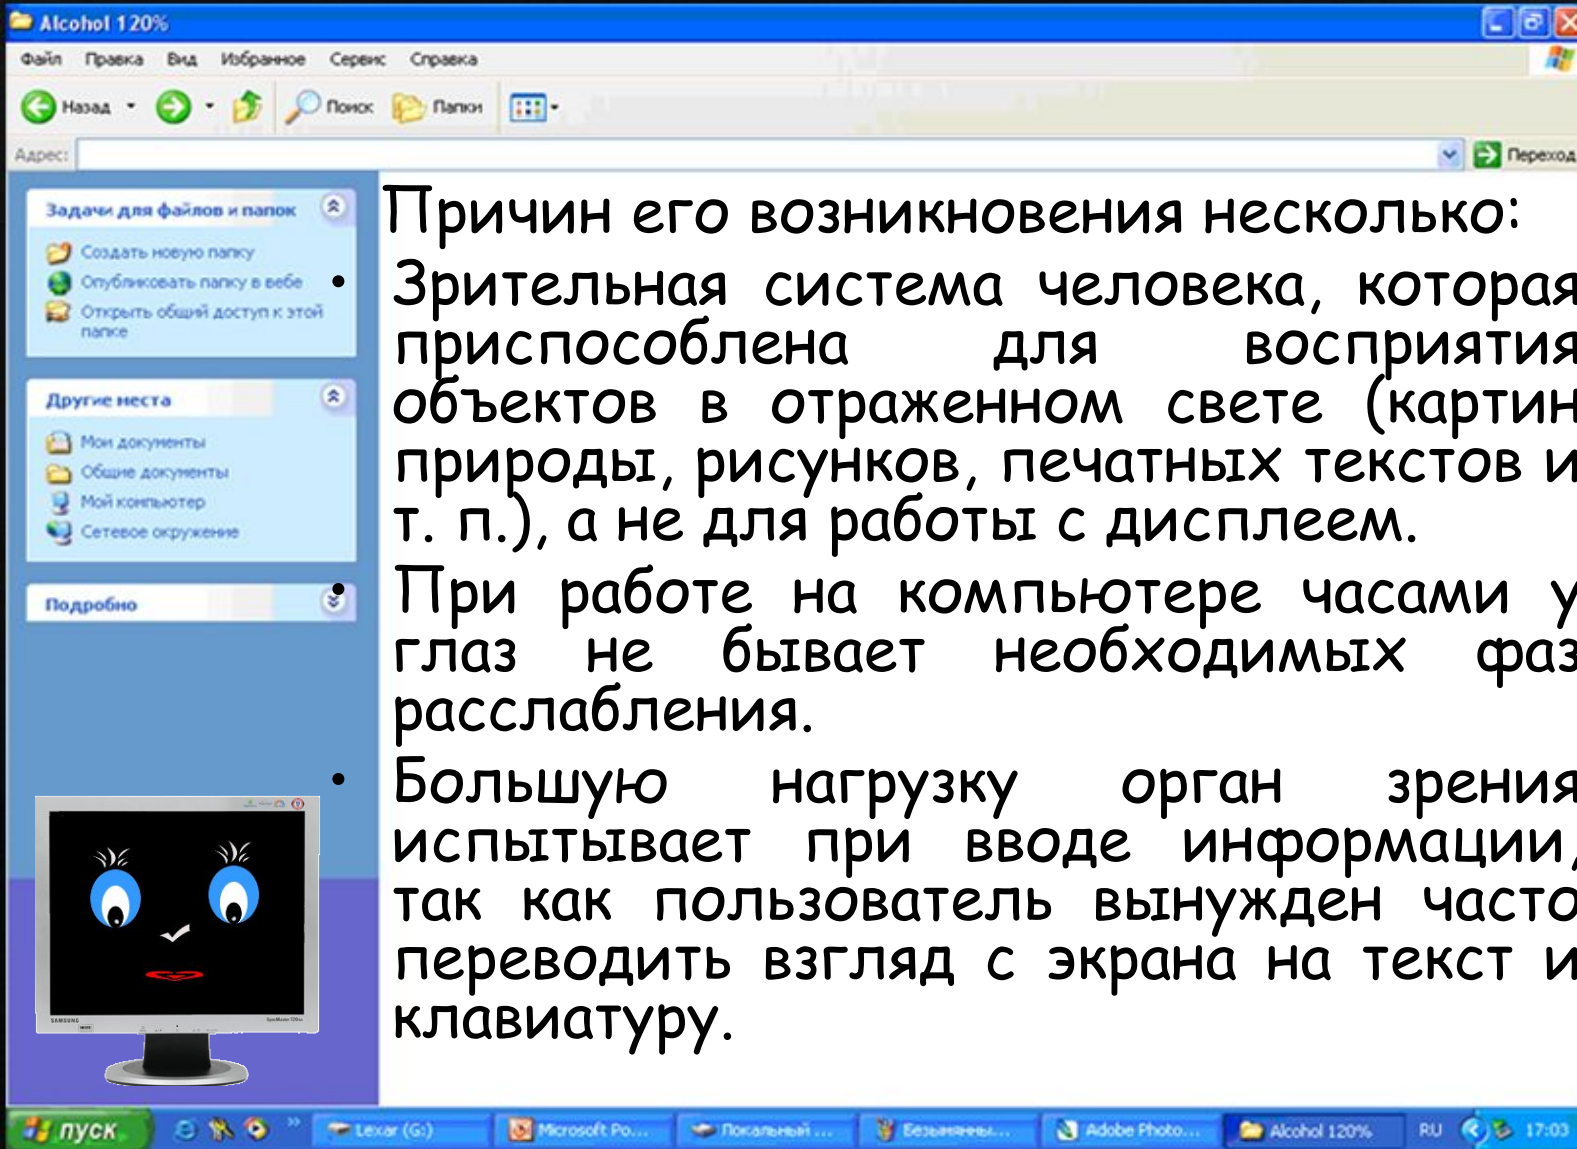 Alcohol 120%
Файл Правка Вид Избранное Сервис Справка
Назад Поиск Папки
Адрес: Переход
Задачи для файлов и папок
Создать новую папку
Опубликовать папку в вебе
Открыть общий доступ к этой
папке
Другие места
Мои документы
Общие документы
Мой компьютер
Сетевое окружение
Подробно
Причин его возникновения несколько:
• Зрительная система человека, которая
приспособлена для восприятия
объектов в отраженном свете (картин
природы, рисунков, печатных текстов и
т. п.), а не для работы с дисплеем.
• При работе на компьютере часами у
глаз не бывает необходимых фаз
расслабления.
• Большую нагрузку орган зрения
испытывает при вводе информации,
так как пользователь вынужден часто
переводить взгляд с экрана на текст и
клавиатуру.
SAMSUNG
пуск » Lexar (G:) Microsoft Po... Локальный ... Безымянны... Adobe Photo... Alcohol 120% RU 17:03